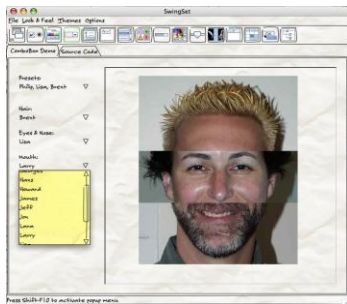 SwingSet
File Look & Feel Themes Options
ComboBox Demo Source Code
Presets:
Philip, Lisa, Brent
Hair:
Brent
Eyes & Nose:
Lisa
Mouth:
Larry
Georges
Hans
Howard
James
Jeff
Jon
Lara
Larry
Press Shift-F10 to activate popup menu